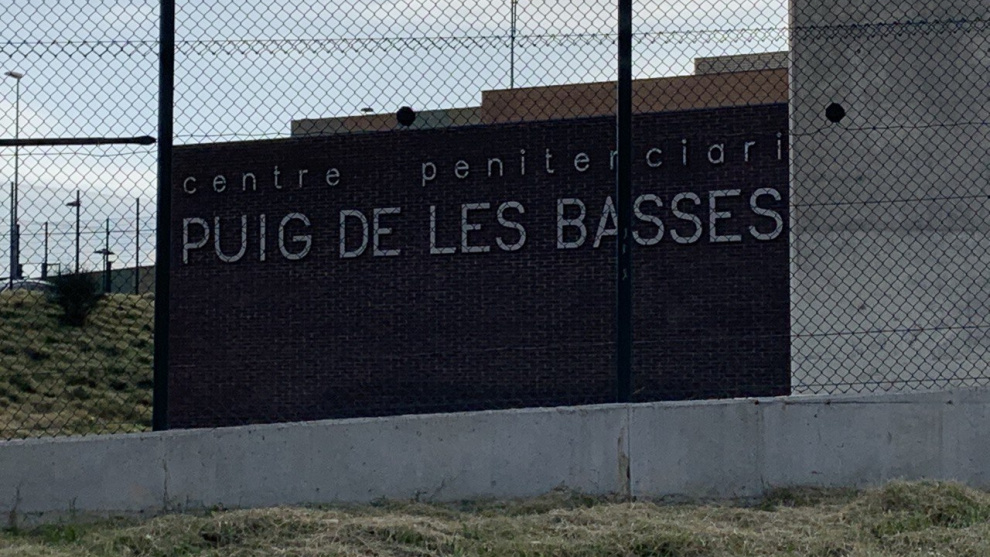 centre penitenciari
PUIG DE LES BASSES